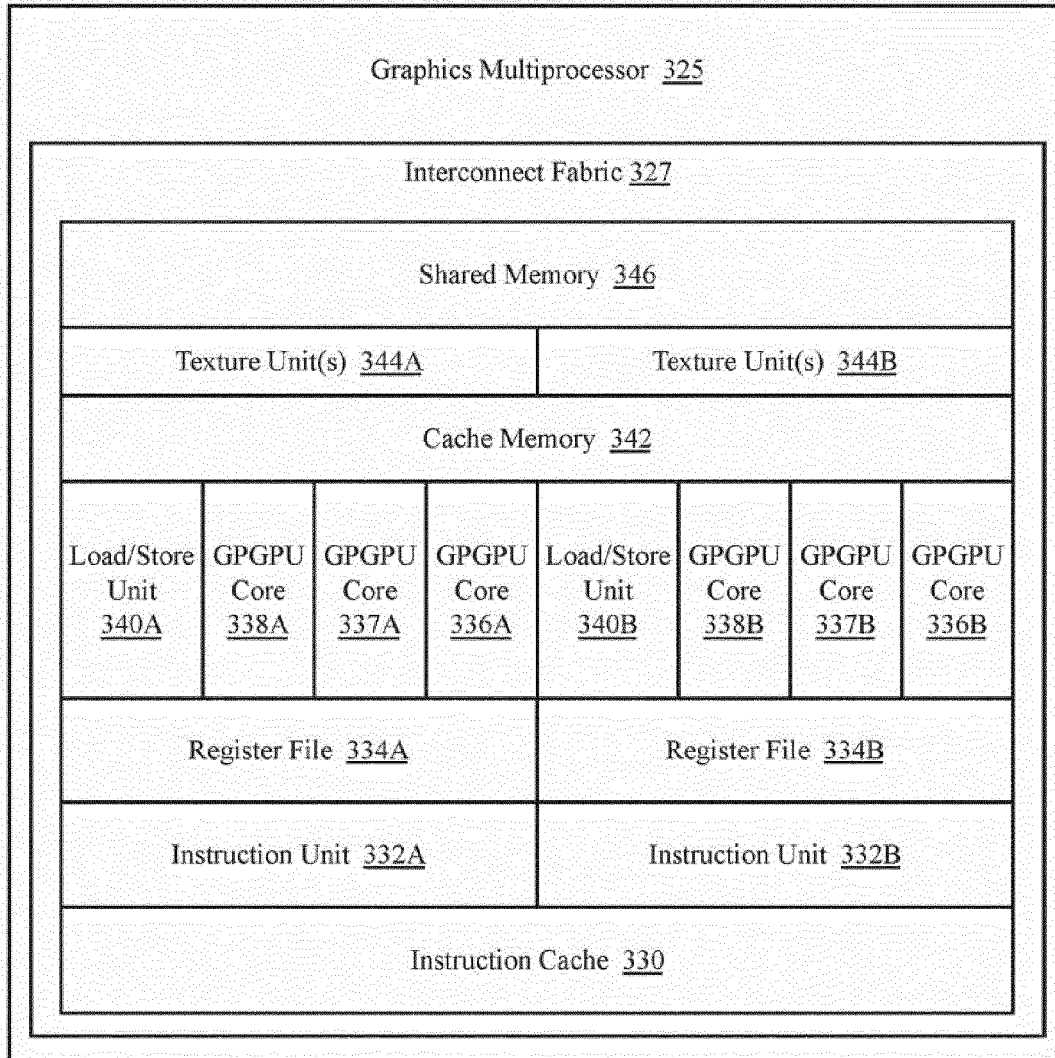 Graphics Multiprocessor 325
Interconnect Fabric 327
Shared Memory 346
Texture Unit(s) 344A
Texture Unit(s) 344B
Cache Memory 342
Load/Store
Unit
340A
GPGPU
Core
338A
GPGPU
Core
337A
GPGPU
Core
336A
Load/Store
Unit
340B
GPGPU
Core
338B
GPGPU
Core
337B
GPGPU
Core
336B
Register File 334A
Register File 334B
Instruction Unit 332A
Instruction Unit 332B
Instruction Cache 330